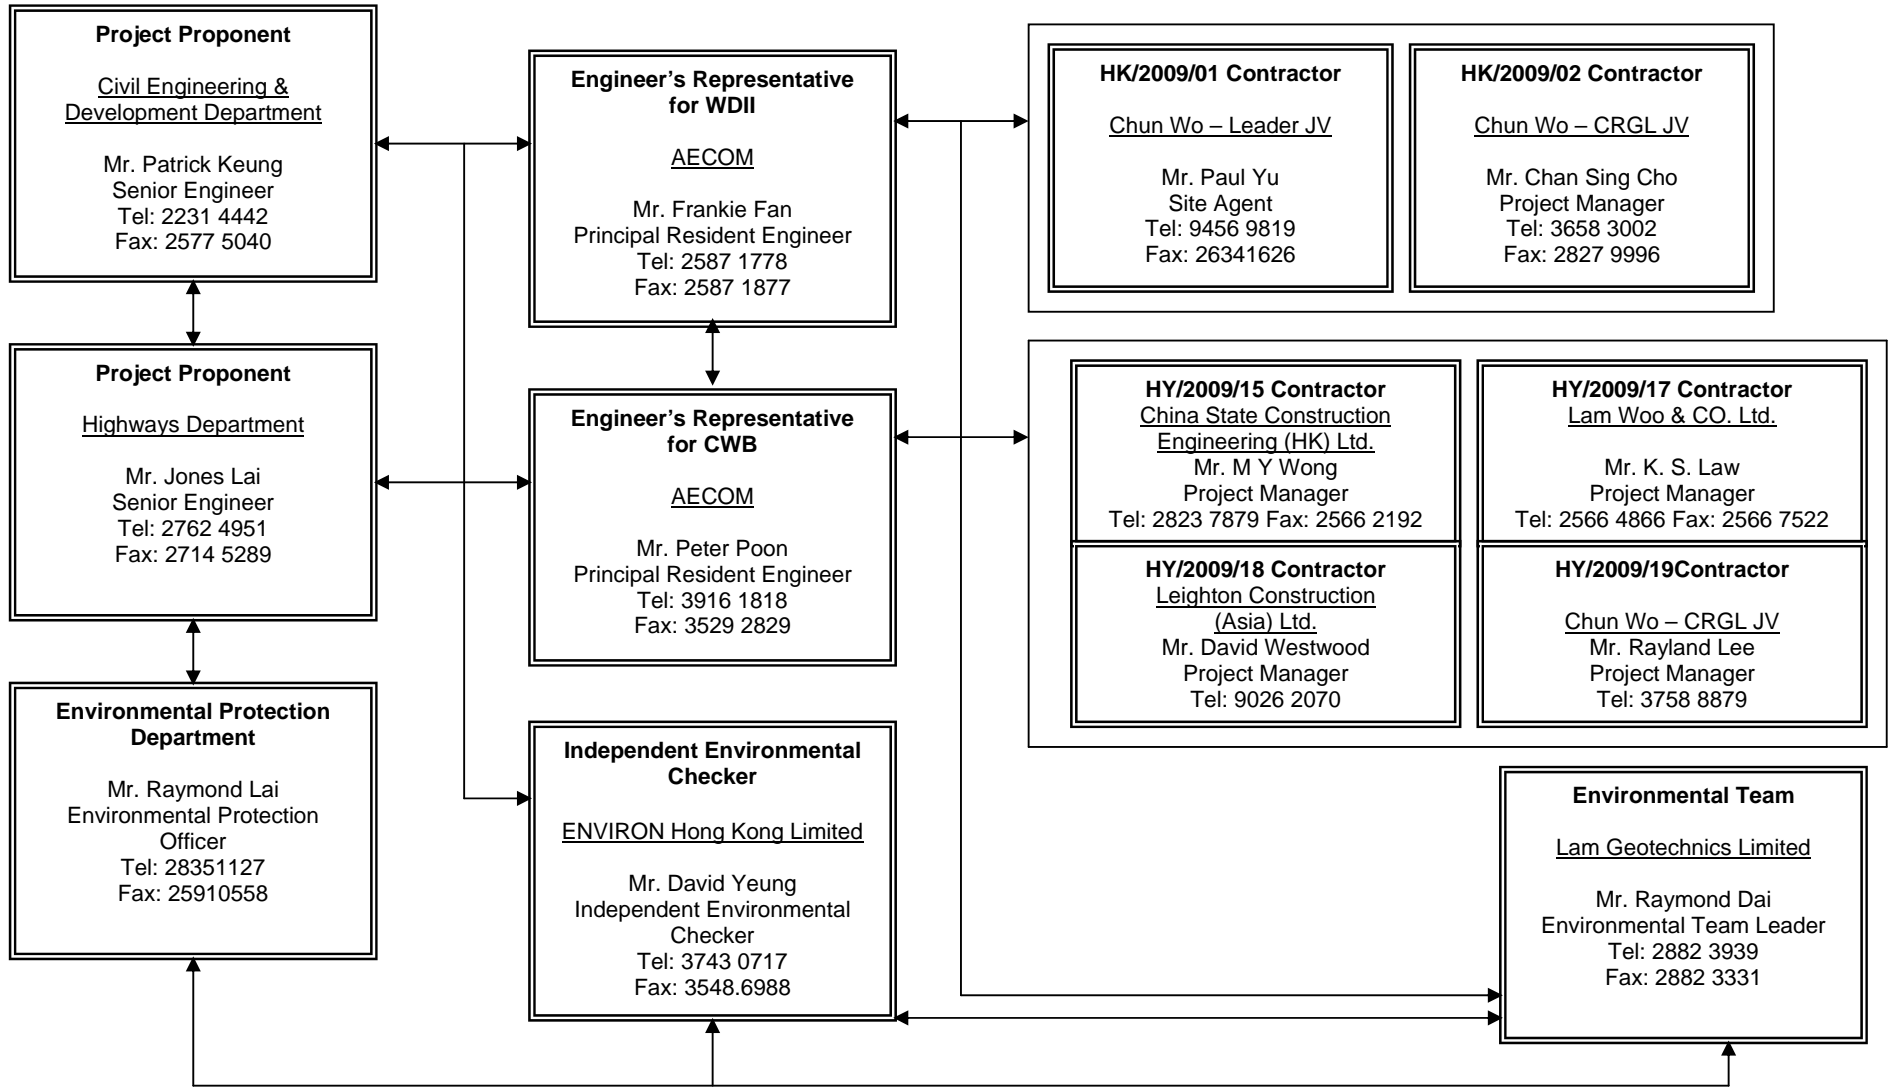 Project Proponent
Civil Engineering &
Development Department
Mr. Patrick Keung
Senior Engineer
Tel: 2231 4442
Fax: 2577 5040
Project Proponent
Highways Department
Mr. Jones Lai
Senior Engineer
Tel: 2762 4951
Fax: 2714 5289
Environmental Protection
Department
Mr. Raymond Lai
Environmental Protection
Officer
Tel: 28351127
Fax: 25910558
Engineer’s Representative
for WDII
AECOM
Mr. Frankie Fan
Principal Resident Engineer
Tel: 2587 1778
Fax: 2587 1877
Engineer’s Representative
for CWB
AECOM
Mr. Peter Poon
Principal Resident Engineer
Tel: 3916 1818
Fax: 3529 2829
Independent Environmental
Checker
ENVIRON Hong Kong Limited
Mr. David Yeung
Independent Environmental
Checker
Tel: 3743 0717
Fax: 3548.6988
HK/2009/01 Contractor
Chun Wo – Leader JV
Mr. Paul Yu
Site Agent
Tel: 9456 9819
Fax: 26341626
HK/2009/02 Contractor
Chun Wo – CRGL JV
Mr. Chan Sing Cho
Project Manager
Tel: 3658 3002
Fax: 2827 9996
HY/2009/15 Contractor
China State Construction
Engineering (HK) Ltd.
Mr. M Y Wong
Project Manager
Tel: 2823 7879 Fax: 2566 2192
HY/2009/17 Contractor
Lam Woo & CO. Ltd.
Mr. K. S. Law
Project Manager
Tel: 2566 4866 Fax: 2566 7522
HY/2009/18 Contractor
Leighton Construction
(Asia) Ltd.
Mr. David Westwood
Project Manager
Tel: 9026 2070
HY/2009/19Contractor
Chun Wo – CRGL JV
Mr. Rayland Lee
Project Manager
Tel: 3758 8879
Environmental Team
Lam Geotechnics Limited
Mr. Raymond Dai
Environmental Team Leader
Tel: 2882 3939
Fax: 2882 3331